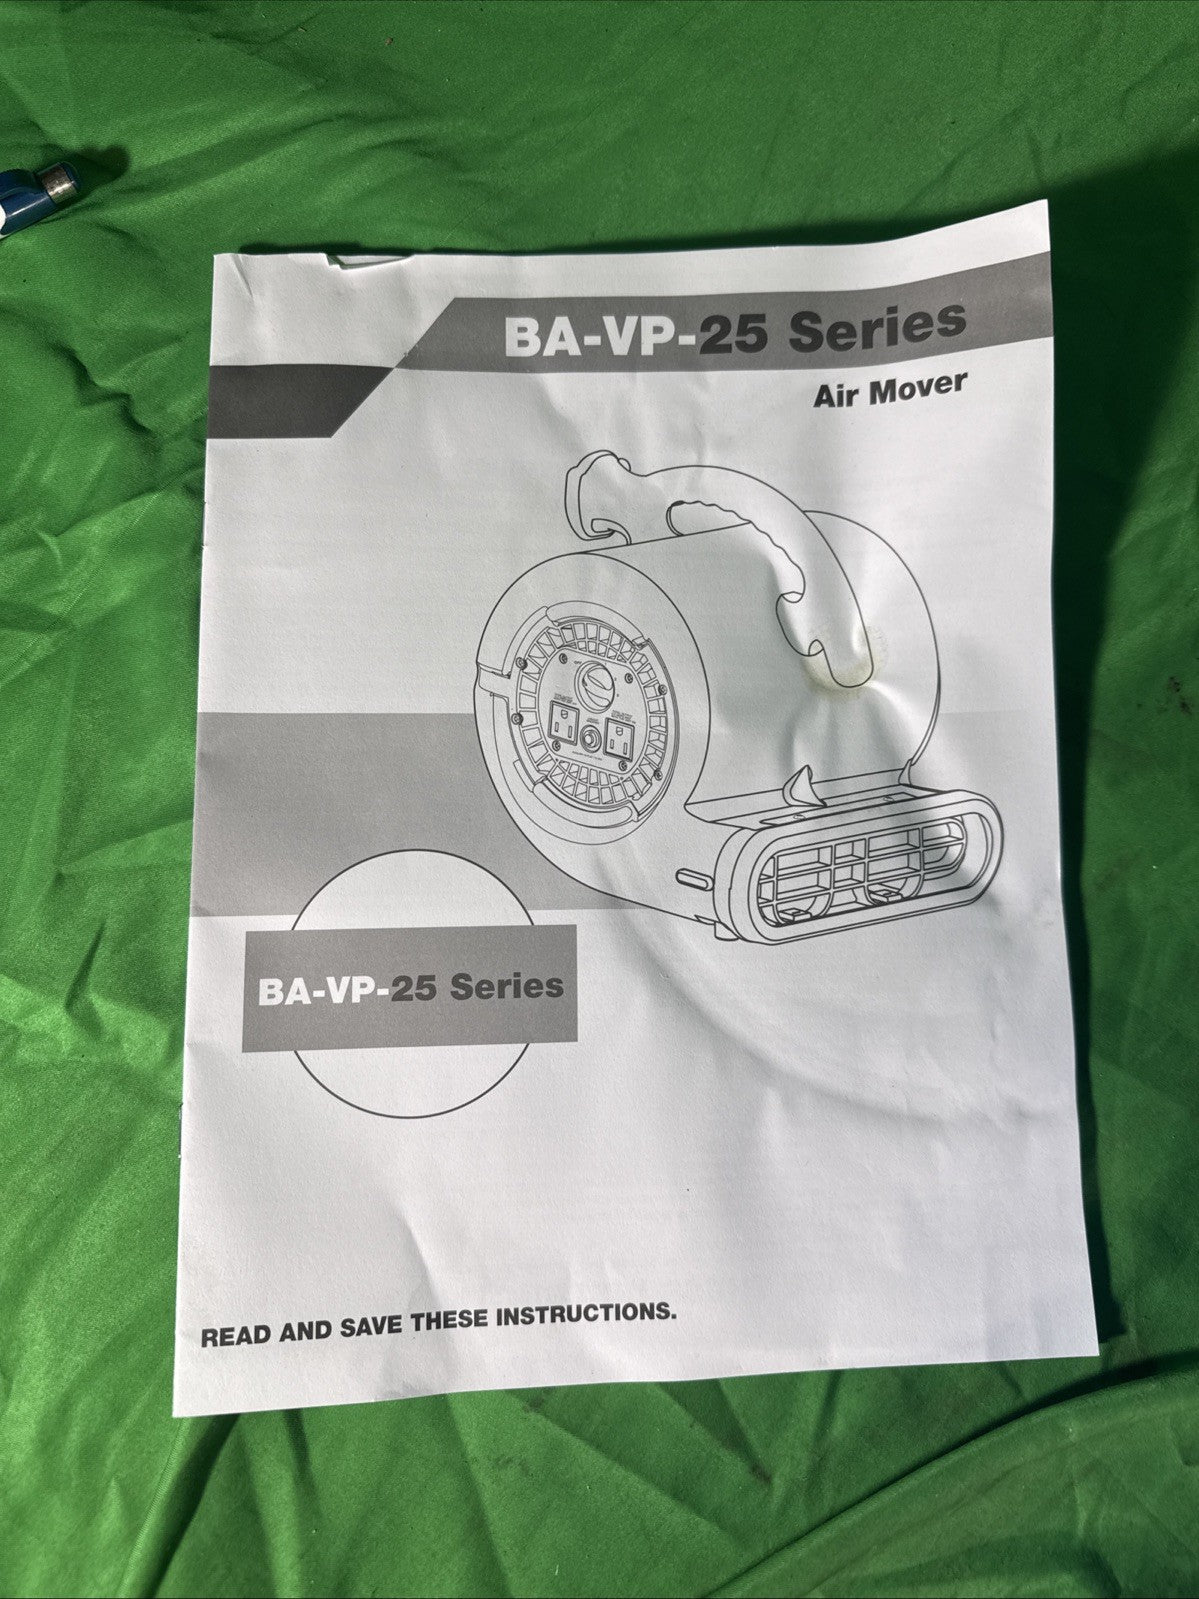 BA-VP-25 Series
Air Mover
BA-VP-25 Series
READ AND SAVE THESE INSTRUCTIONS.